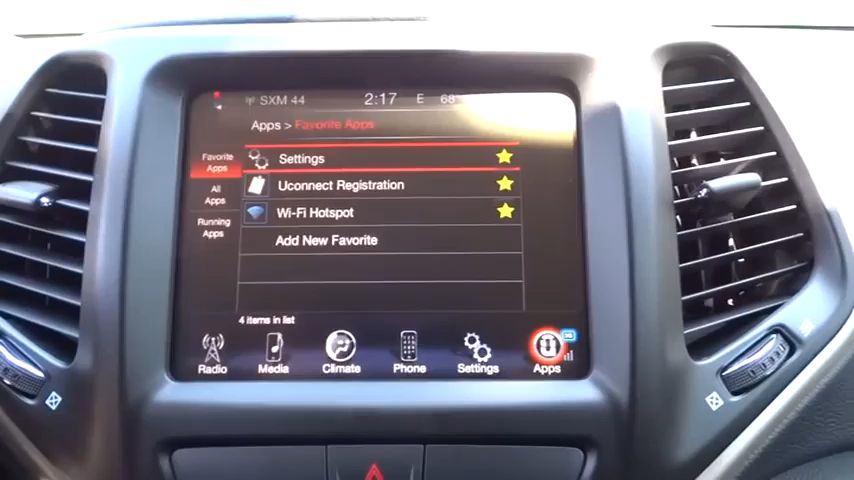 SXM 44 2:17 E 68
Apps > Favorite Apps
Favorite
Apps
All
Apps
Running
Apps
Settings
Uconnect Registration
Wi-Fi Hotspot
Add New Favorite
4 items in list
Radio Media Climate Phone Settings Apps